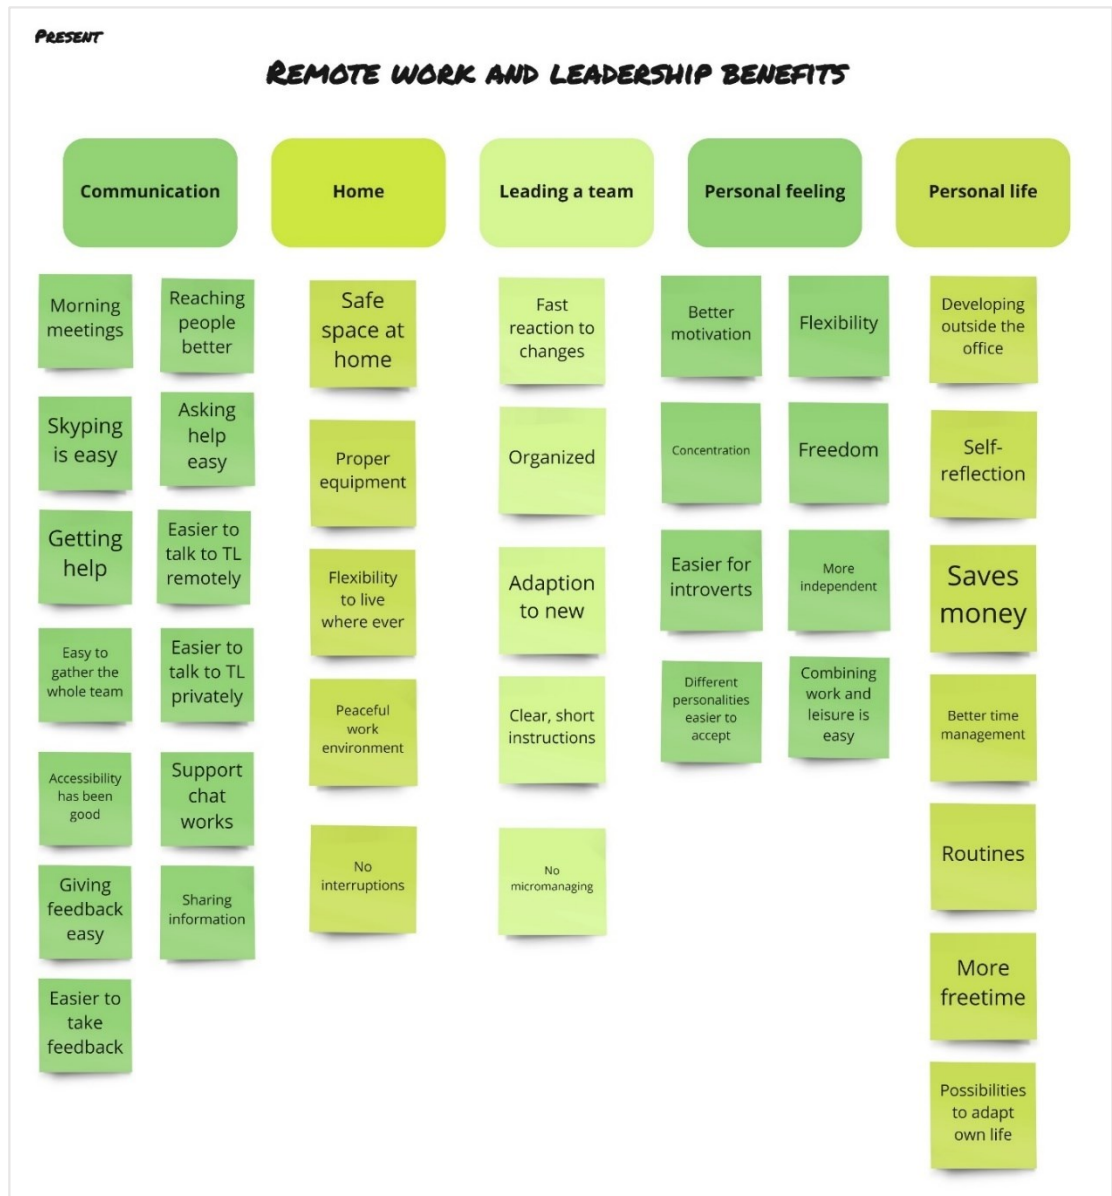 PRESENT
REMOTE WORK AND LEADERSHIP BENEFITS
Communication
Home
Leading a team
Personal feeling
Personal life
Morning
meetings
Reaching
people
better
Skyping
is easy
Asking
help
easy
Getting
help
Easier to
talk to TL
remotely
Easy to
gather the
whole team
Easier to
talk to TL
privately
Accessibility
has been
good
Support
chat
works
Giving
feedback
easy
Sharing
information
Easier to
take
feedback
Safe
space at
home
Proper
equipment
Flexibility
to live
where ever
Peaceful
work
environment
No
interruptions
Fast
reaction to
changes
Organized
Adaption
to new
Clear, short
instructions
No
micromanaging
Better
motivation
Flexibility
Concentration
Freedom
Easier for
introverts
More
independent
Different
personalities
easier to
accept
Combining
work and
leisure is
easy
Developing
outside the
office
Self-
reflection
Saves
money
Better time
management
Routines
More
freetime
Possibilities
to adapt
own life